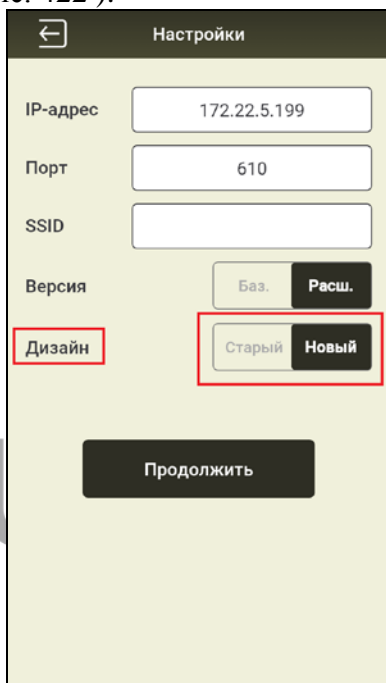 Настройки
IP-адрес 172.22.5.199
Порт 610
SSID
Версия Баз. Расш.
Дизайн Старый Новый
Продолжить